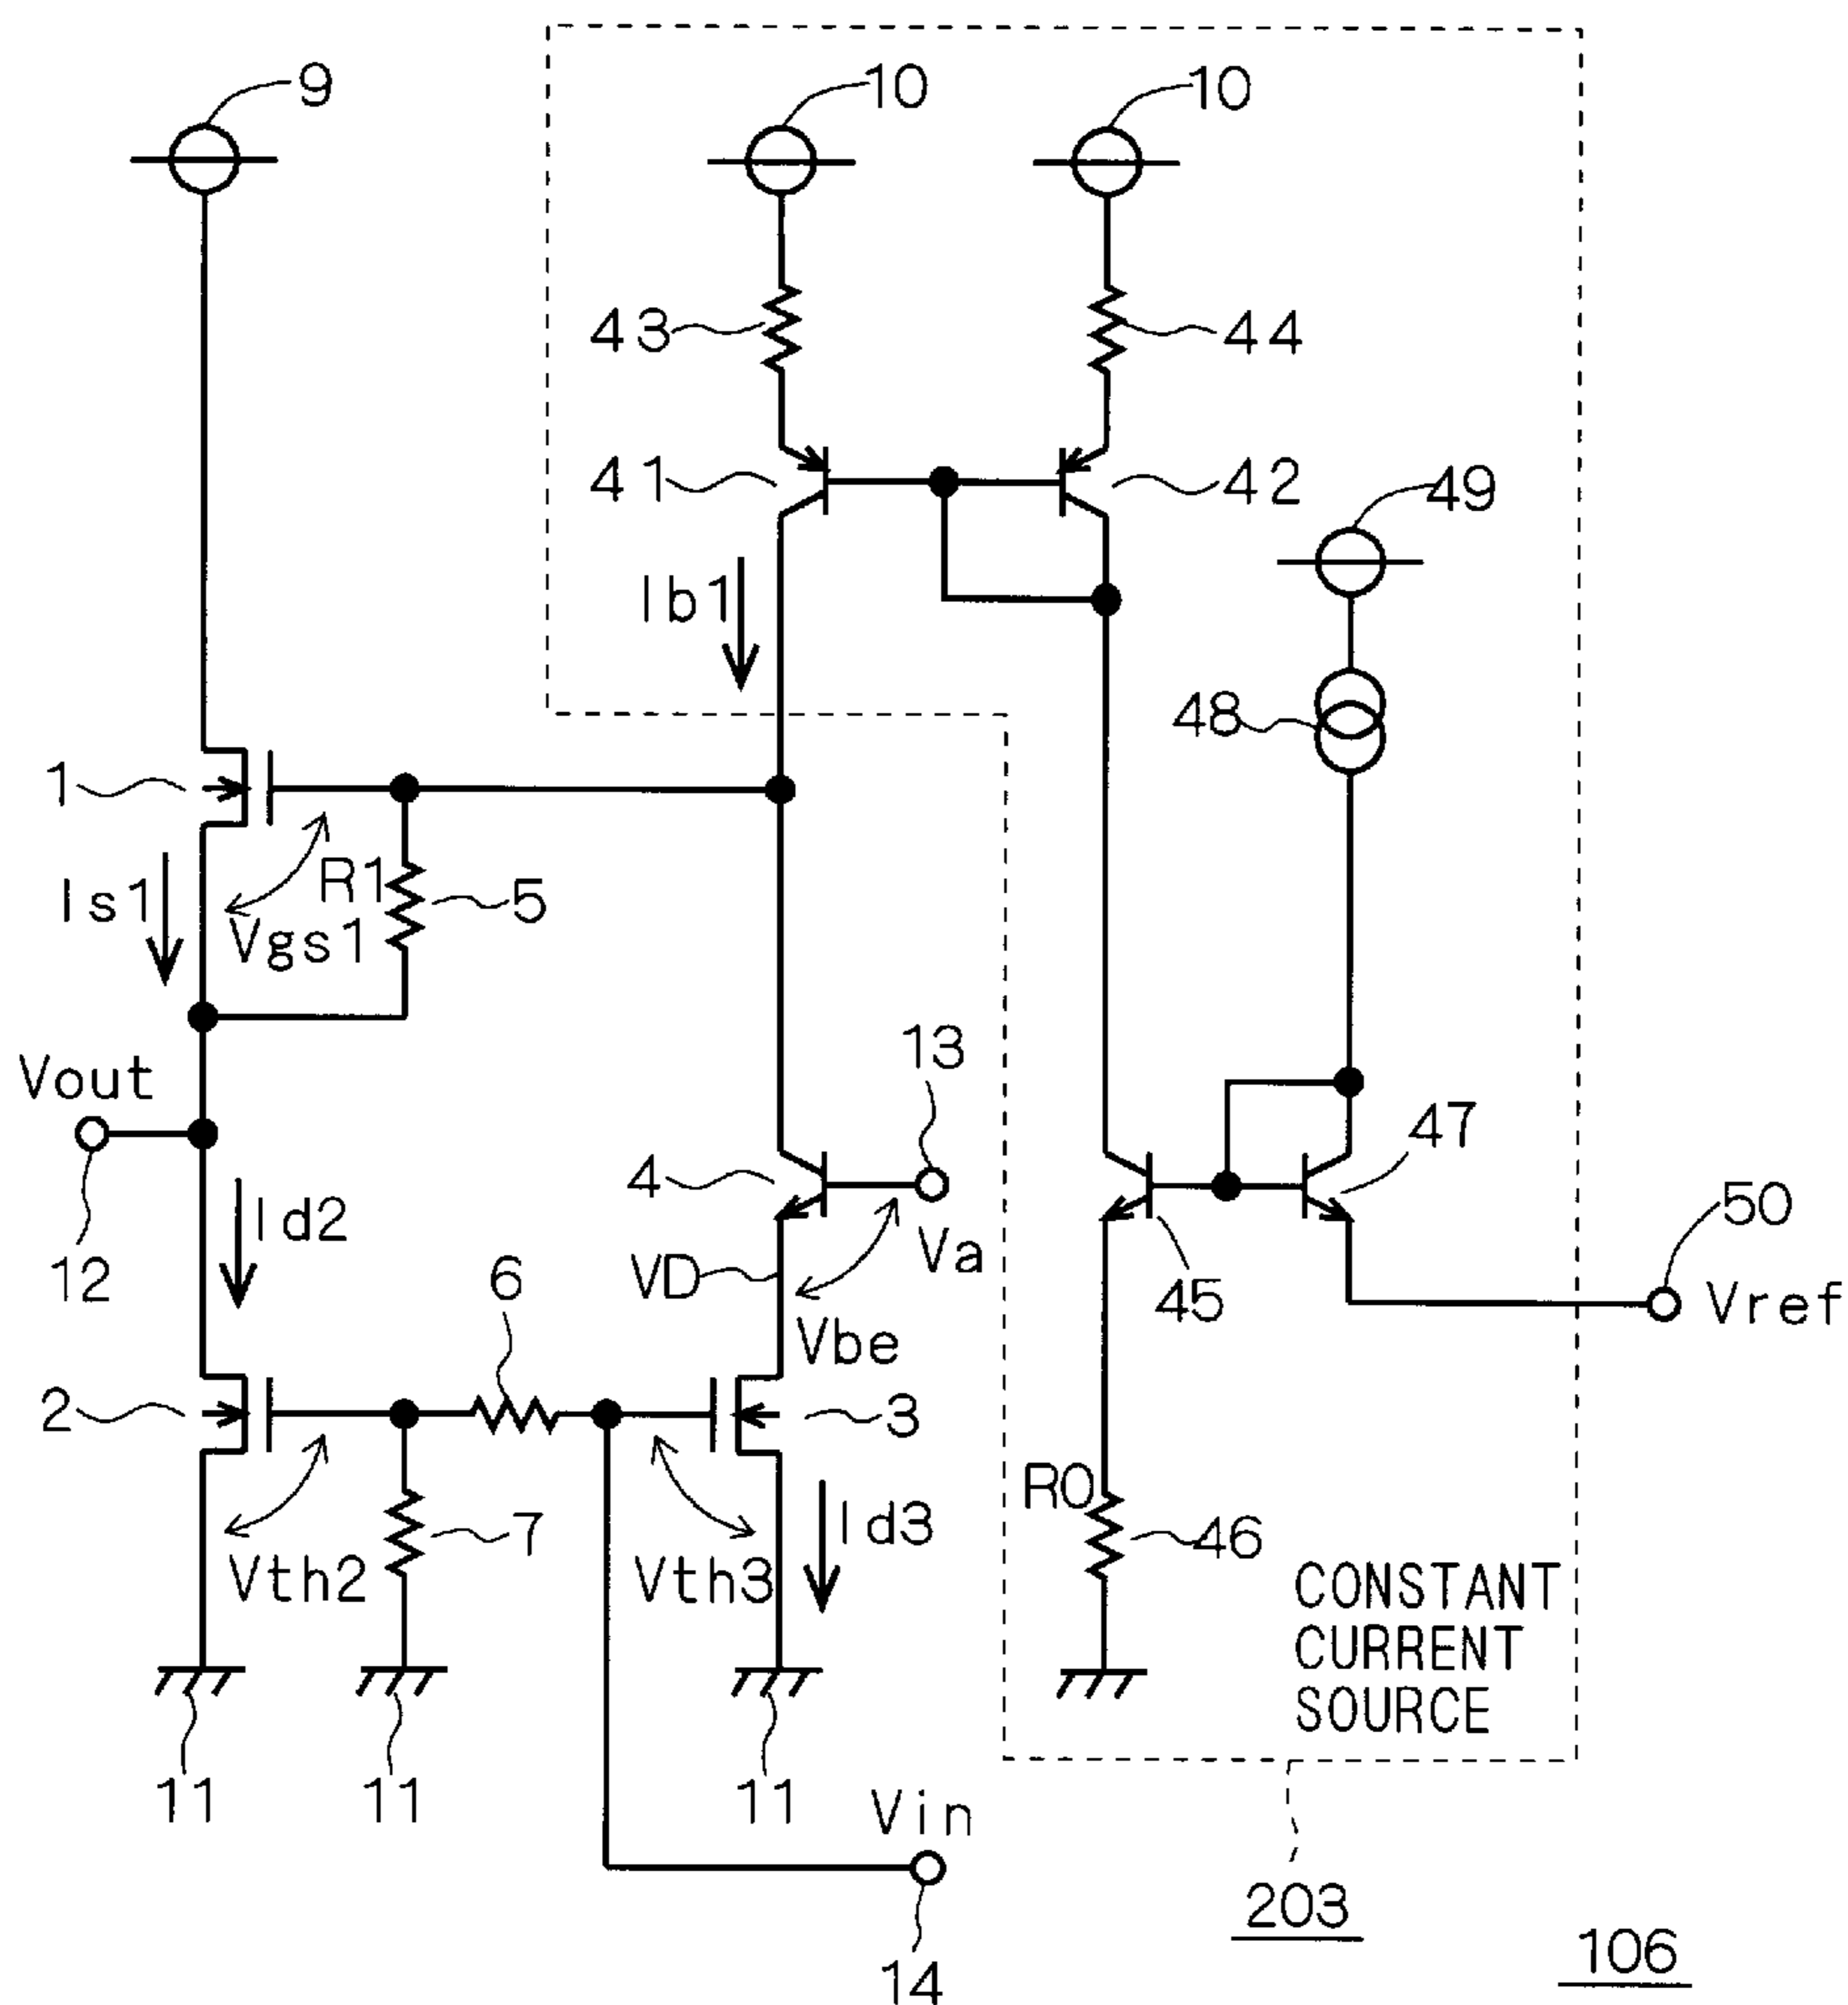 9
10
10
43
44
41
42
49
Ib1
48
1
R1
5
Is1
Vgs1
13
Vout
47
4
50
Id2
Va
12
6
VD
45
Vref
Vbe
2
3
R0
Id3
7
46
Vth2
Vth3
CONSTANT
CURRENT
SOURCE
11
11
11
Vin
203
106
14